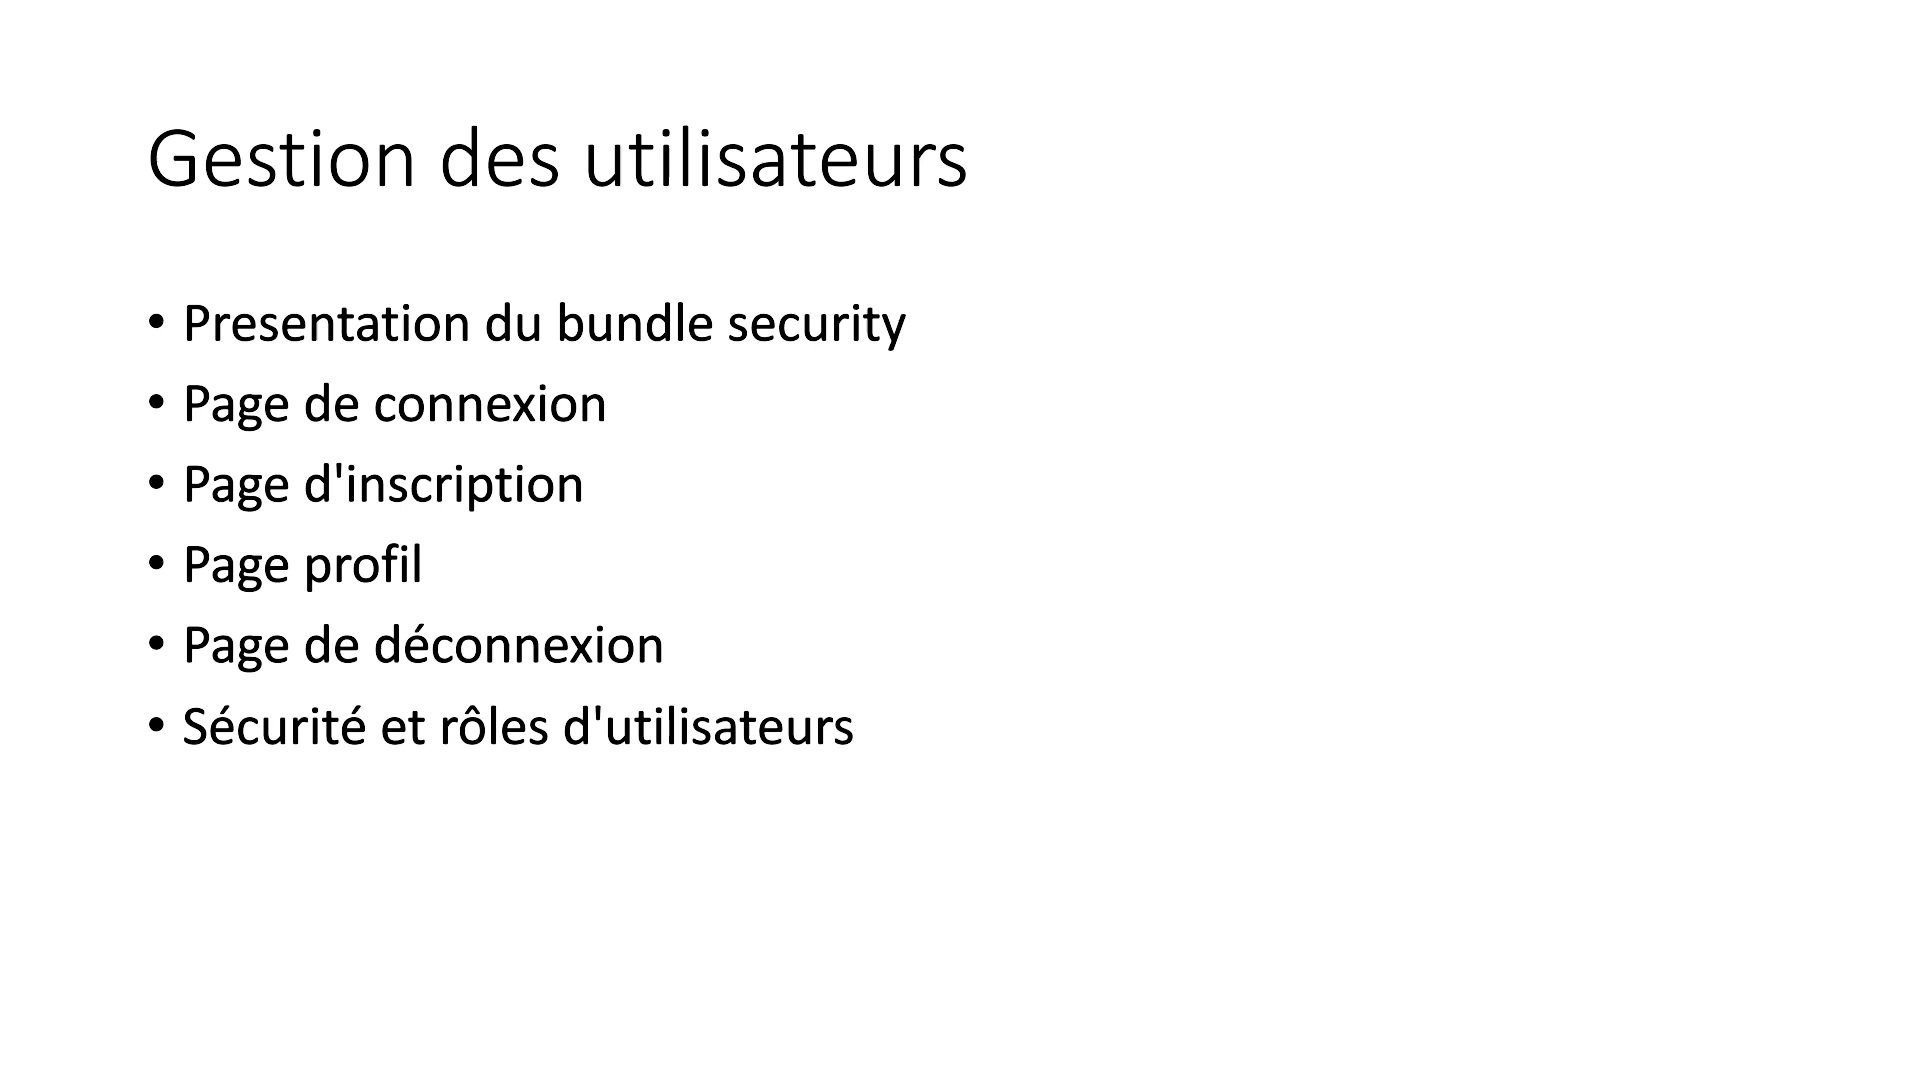 Gestion des utilisateurs
• Presentation du bundle security
• Page de connexion
• Page d'inscription
• Page profil
• Page de déconnexion
• Sécurité et rôles d'utilisateurs